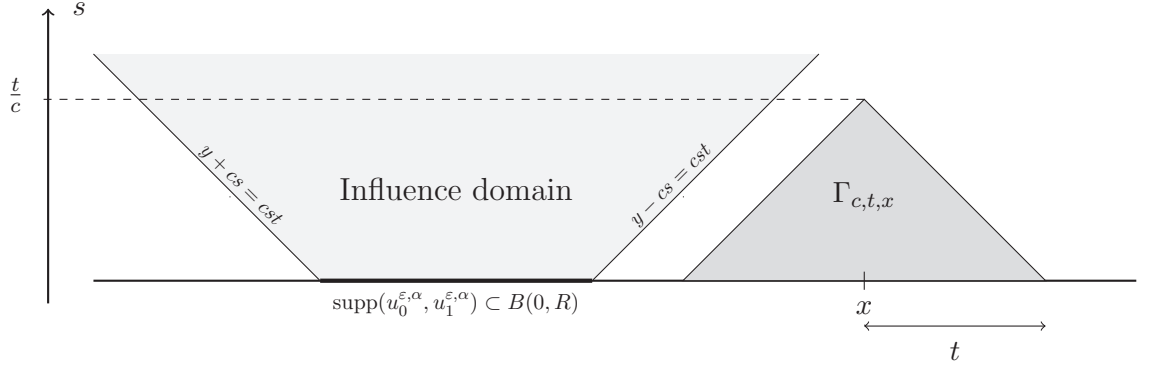 s
t/c
y + cs = cst
y − cs = cst
Influence domain
Γ_{c,t,x}
supp(u_0^{ε,α}, u_1^{ε,α}) ⊂ B(0, R)
x
t